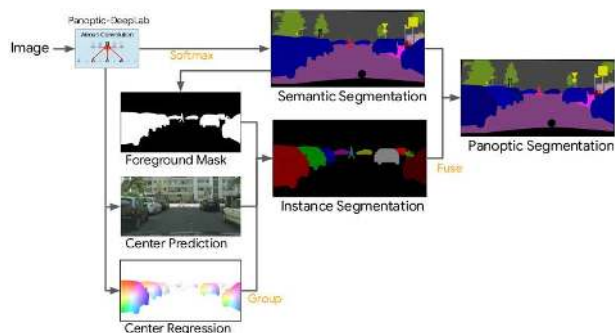 Panoptic-DeepLab
Atrous Convolution
Image
Softmax
Semantic Segmentation
Foreground Mask
Panoptic Segmentation
Fuse
Instance Segmentation
Center Prediction
Group
Center Regression